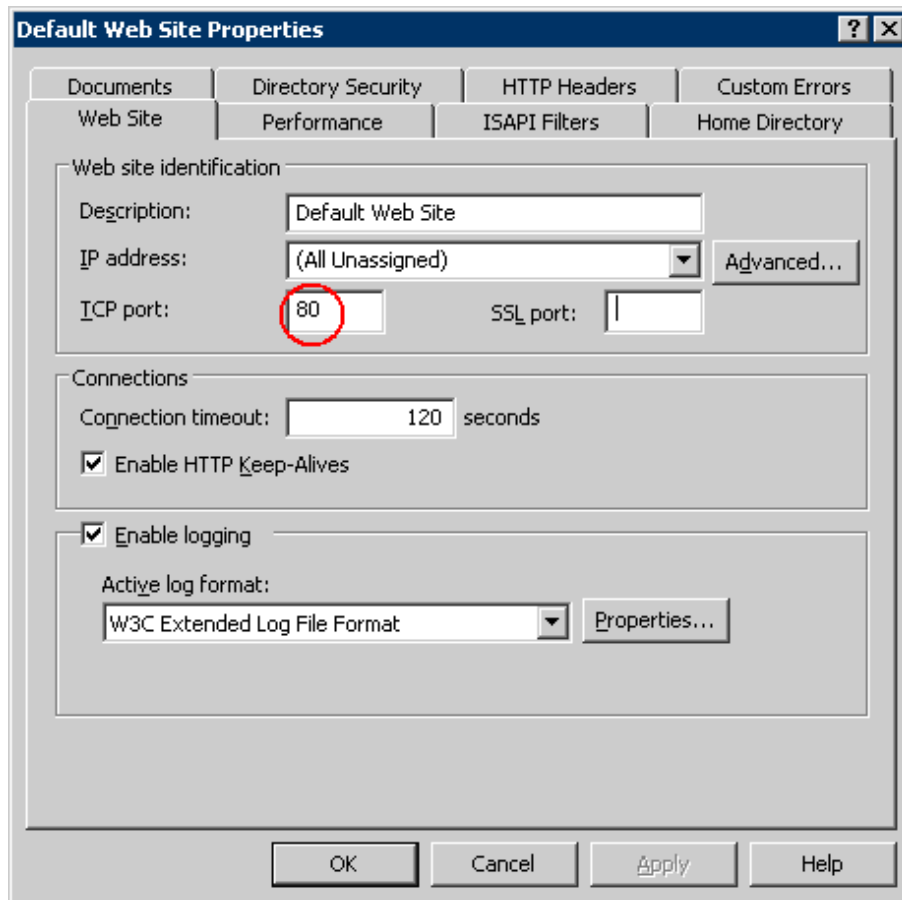 Default Web Site Properties
Documents Directory Security HTTP Headers Custom Errors
Web Site Performance ISAPI Filters Home Directory
Web site identification
Description: Default Web Site
IP address: (All Unassigned) Advanced...
TCP port: 80 SSL port:
Connections
Connection timeout: 120 seconds
Enable HTTP Keep-Alives
Enable logging
Active log format:
W3C Extended Log File Format Properties...
OK Cancel Apply Help